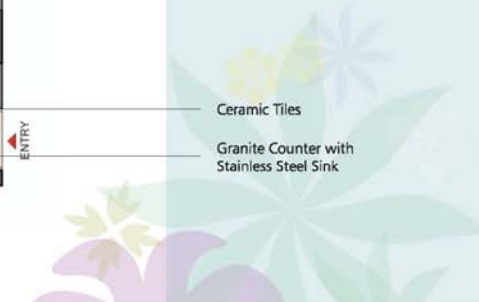 Ceramic Tiles
ENTRY
Granite Counter with
Stainless Steel Sink